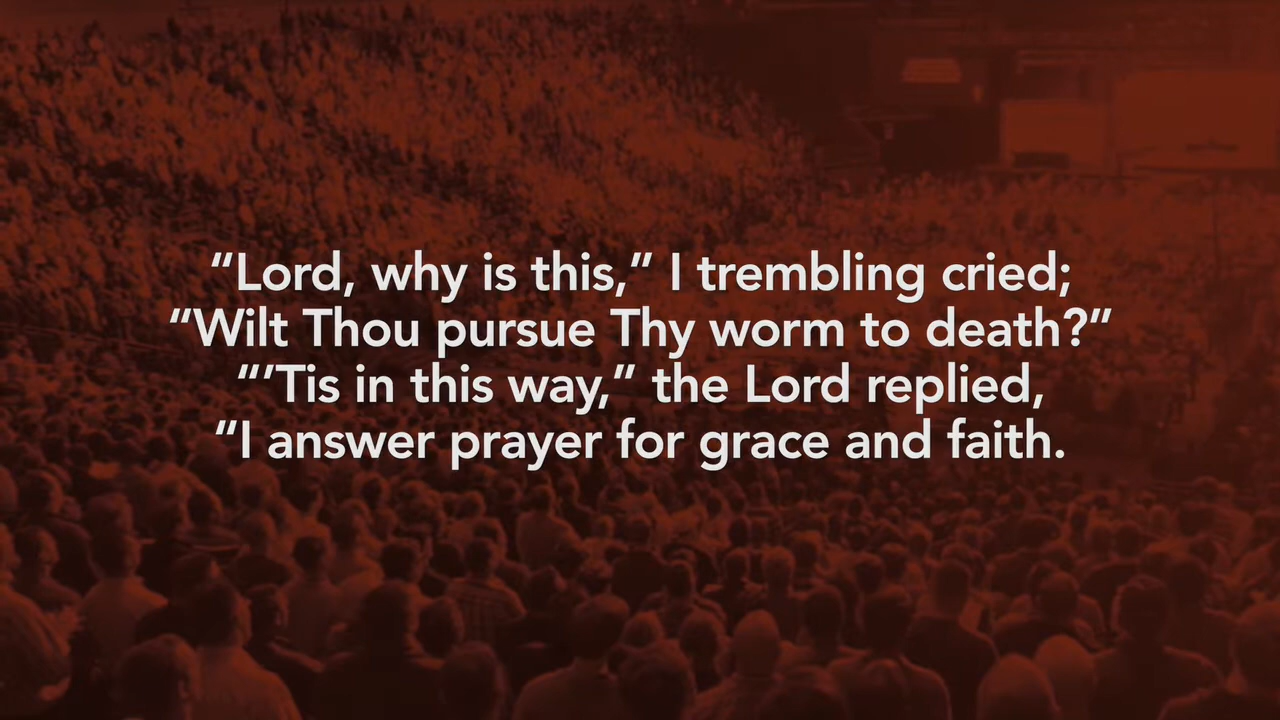 “Lord, why is this,” I trembling cried;
“Wilt Thou pursue Thy worm to death?”
“’Tis in this way,” the Lord replied,
“I answer prayer for grace and faith.